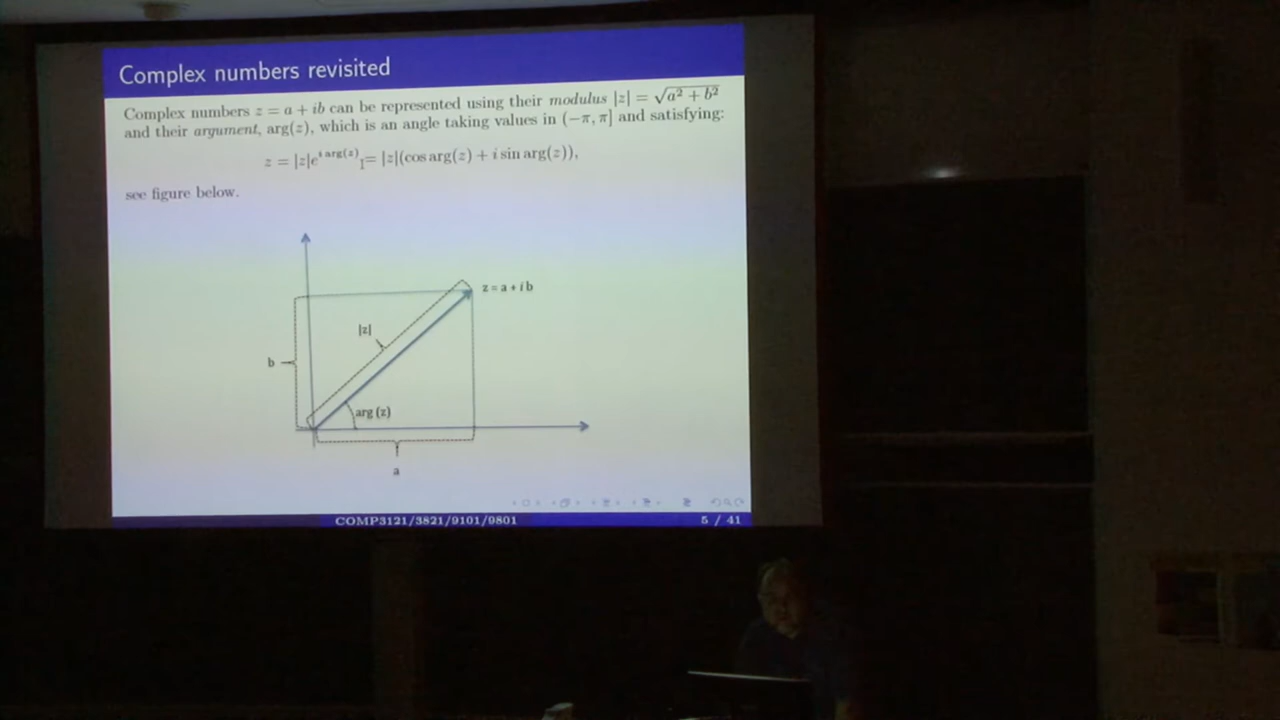 Complex numbers revisited
Complex numbers z = a + ib can be represented using their modulus |z| = √(a² + b²)
and their argument, arg(z), which is an angle taking values in (−π, π] and satisfying:
z = |z|e^{i arg(z)} = |z|(cos arg(z) + i sin arg(z)),
see figure below.
z = a + i b
|z|
b
arg (z)
a
COMP3121/3821/9101/9801 5 / 41